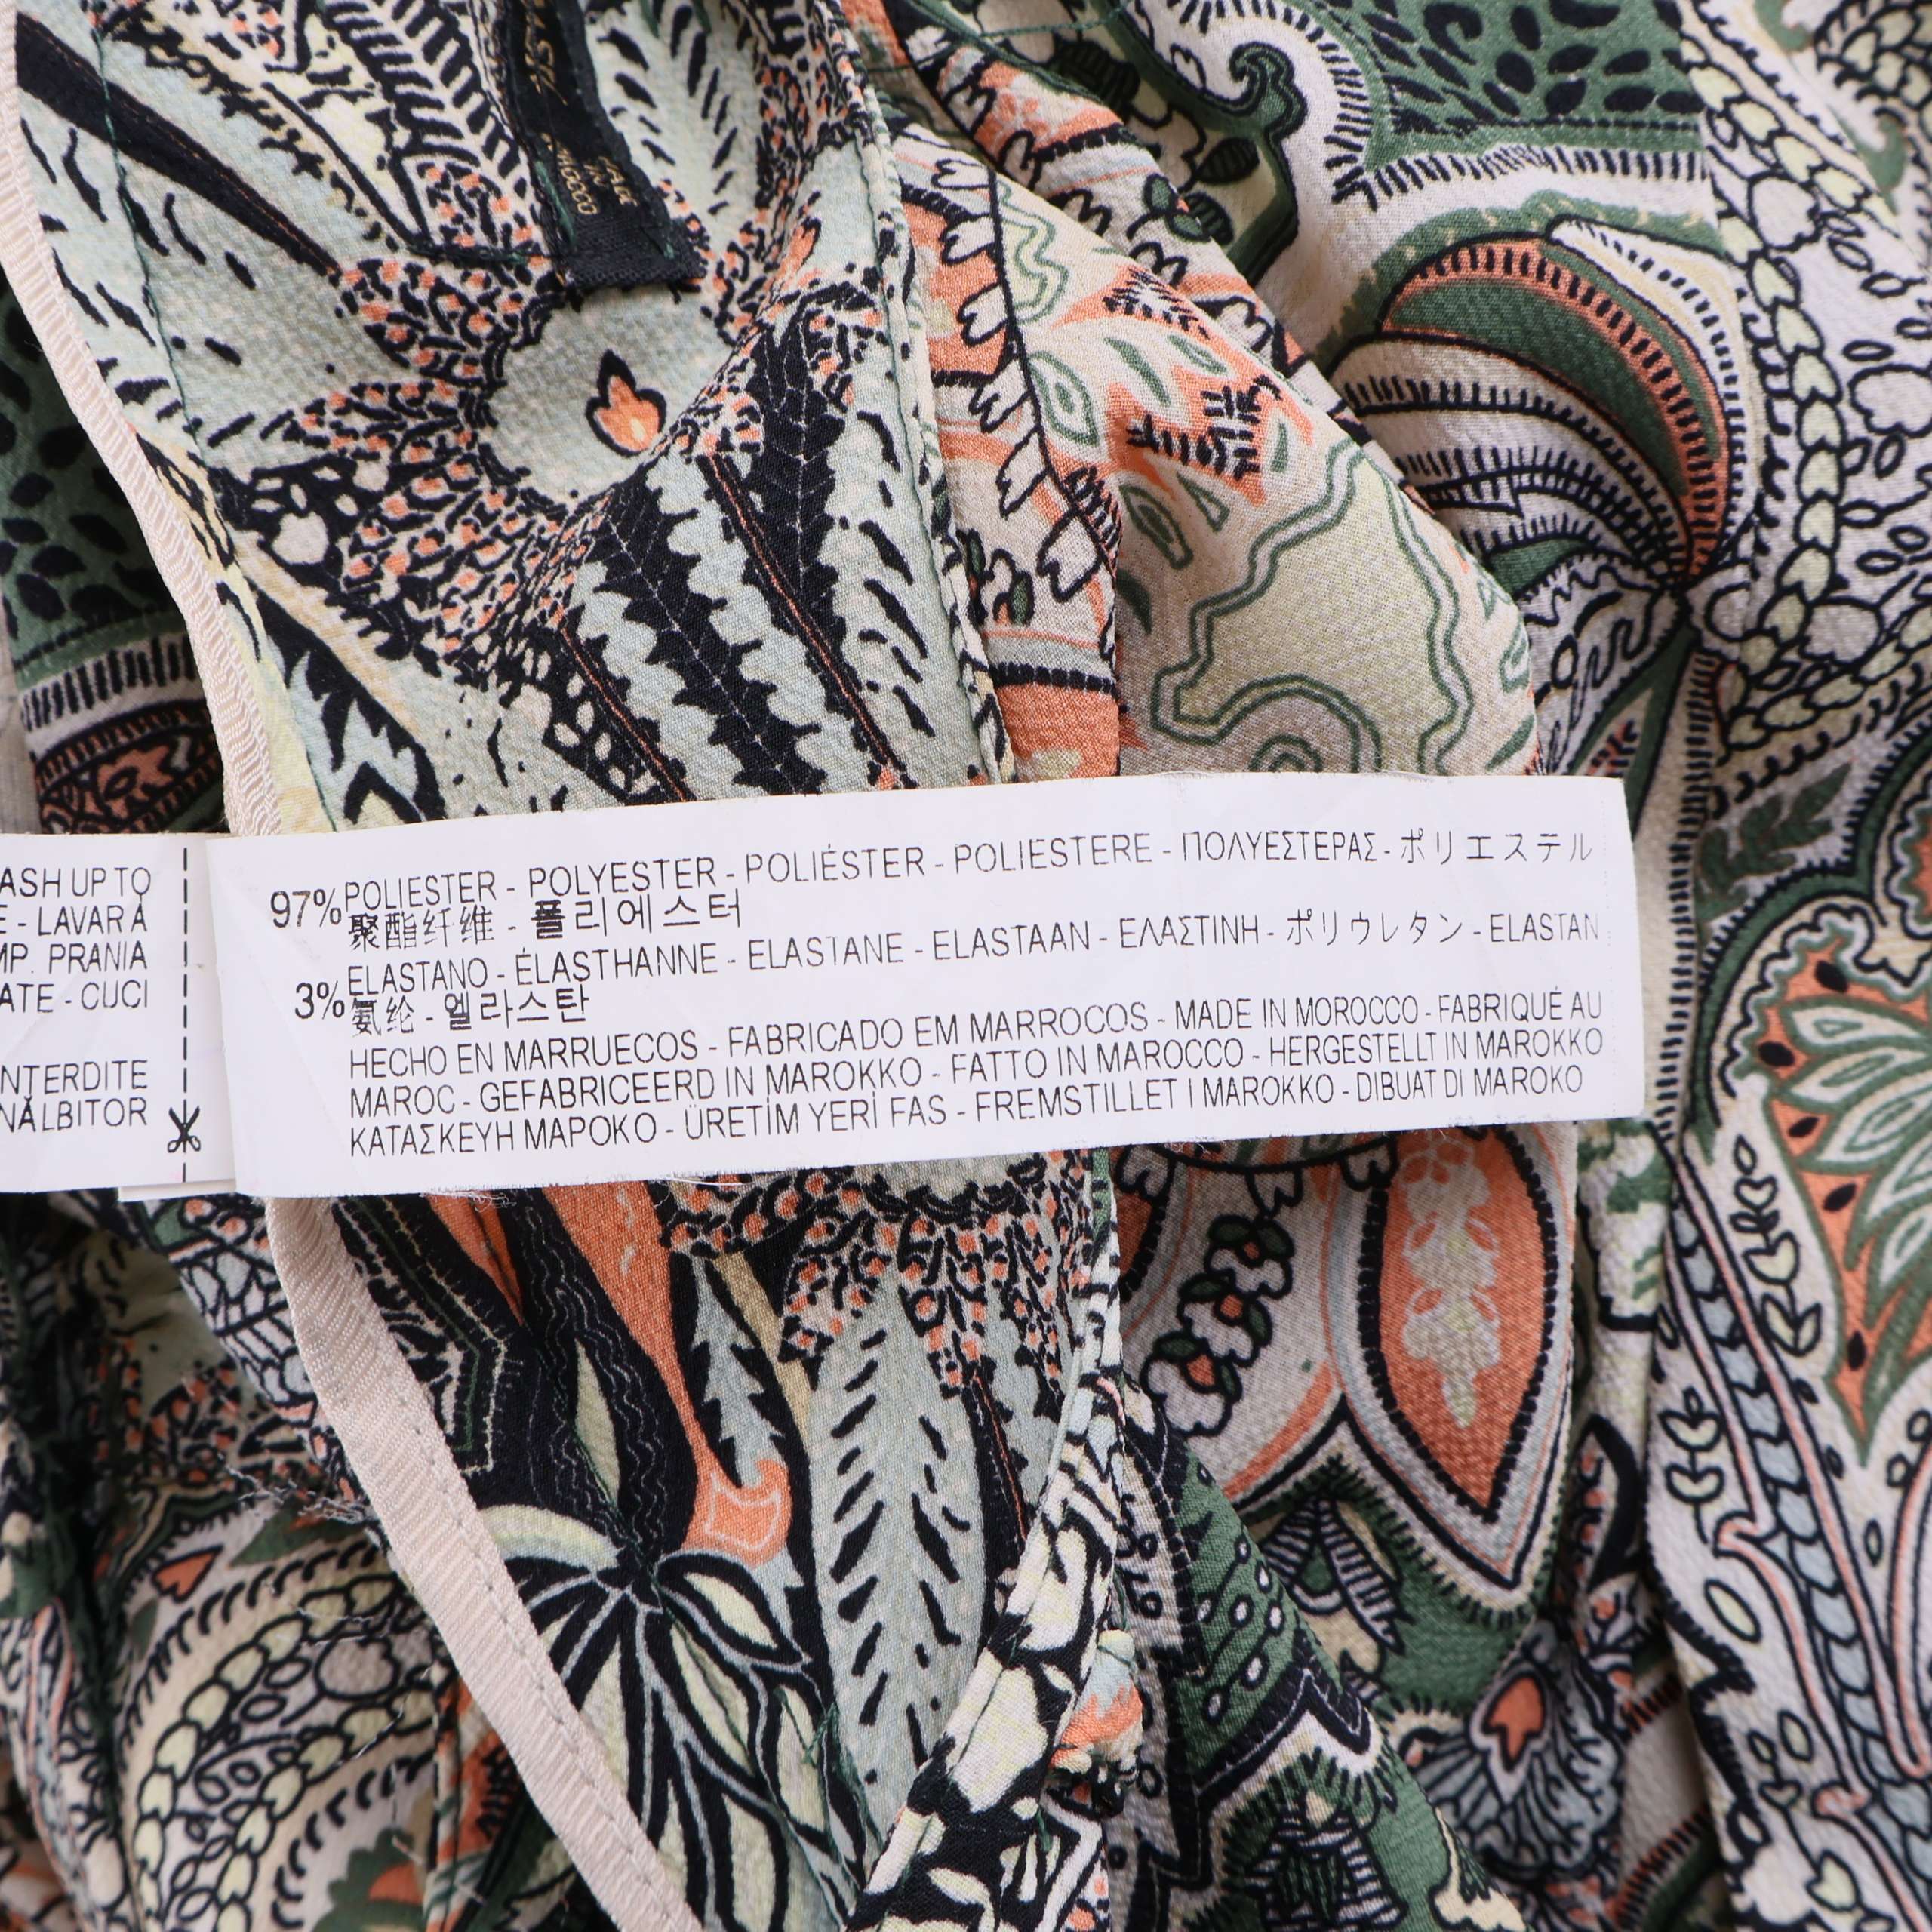 MADE
IN
MOROCCO
ASH UP TO
E - LAVAR A
MP. PRANIA
ATE - CUCI
NTERDITE
NĂLBITOR
97% POLIESTER - POLYESTER - POLIÉSTER - POLIESTERE - ΠΟΛΥΕΣΤΕΡΑΣ - ポリエステル
聚酯纤维 - 폴리에스터
3% ELASTANO - ÉLASTHANNE - ELASTANE - ELASTAAN - ΕΛΑΣΤΙΝΗ - ポリウレタン - ELASTAN
氨纶 - 엘라스탄
HECHO EN MARRUECOS - FABRICADO EM MARROCOS - MADE IN MOROCCO - FABRIQUÉ AU
MAROC - GEFABRICEERD IN MAROKKO - FATTO IN MAROCCO - HERGESTELLT IN MAROKKO
ΚΑΤΑΣΚΕΥΗ ΜΑΡΟΚΟ - ÜRETİM YERİ FAS - FREMSTILLET I MAROKKO - DIBUAT DI MAROKO